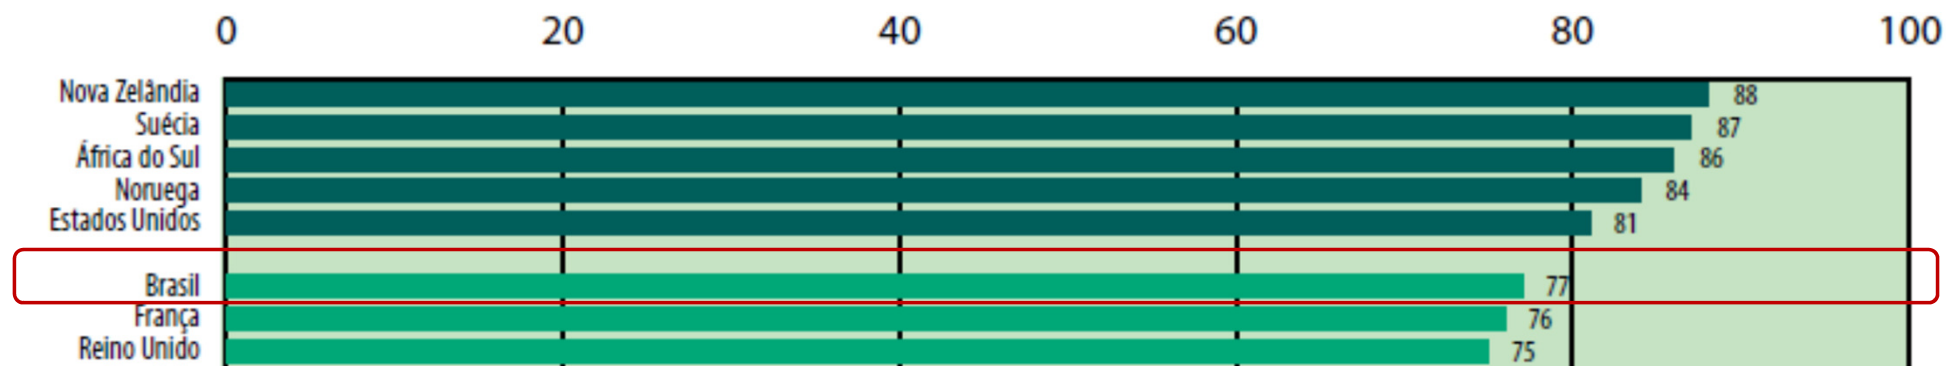 0 20 40 60 80 100
Nova Zelândia 88
Suécia 87
África do Sul 86
Noruega 84
Estados Unidos 81
Brasil 77
França 76
Reino Unido 75